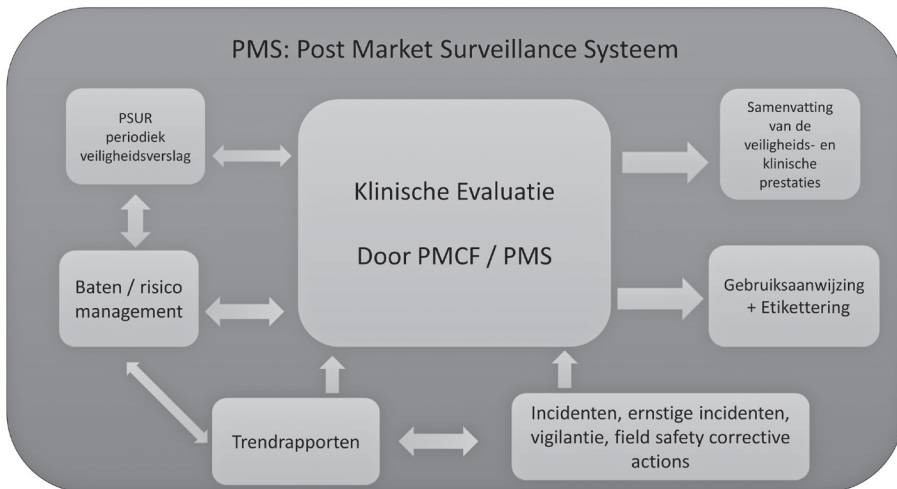 PMS: Post Market Surveillance Systeem
PSUR
periodiek
veiligheidsverslag
Klinische Evaluatie
Door PMCF / PMS
Samenvatting
van de
veiligheids- en
klinische
prestaties
Baten / risico
management
Gebruiksaanwijzing
+ Etikettering
Trendrapporten
Incidenten, ernstige incidenten,
vigilantie, field safety corrective
actions